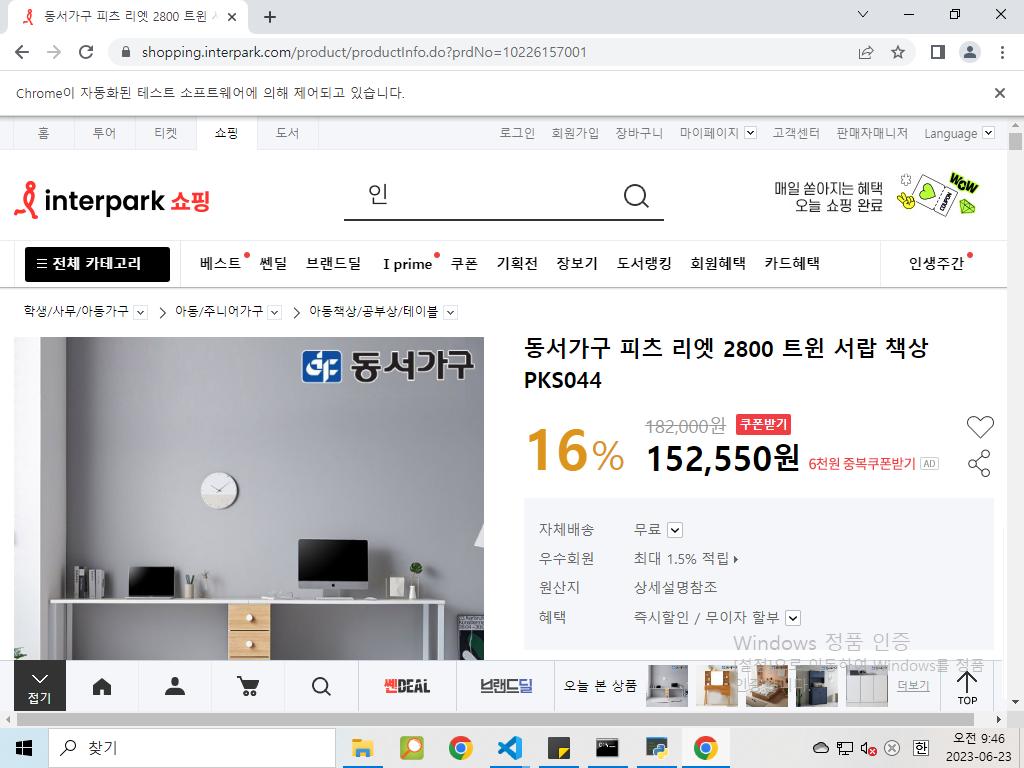 동서가구 피츠 리엣 2800 트윈
shopping.interpark.com/product/productInfo.do?prdNo=10226157001
Chrome이 자동화된 테스트 소프트웨어에 의해 제어되고 있습니다.
홈 투어 티켓 쇼핑 도서 로그인 회원가입 장바구니 마이페이지 고객센터 판매자매니저 Language
interpark 쇼핑
인
매일 쏟아지는 혜택
오늘 쇼핑 완료
WOW
COUPON
전체 카테고리 베스트 쎈딜 브랜드딜 I prime 쿠폰 기획전 장보기 도서랭킹 회원혜택 카드혜택 인생주간
학생/사무/아동가구 > 아동/주니어가구 > 아동책상/공부상/테이블
동서가구
동서가구 피츠 리엣 2800 트윈 서랍 책상
PKS044
16%
182,000원 쿠폰받기
152,550원 6천원 중복쿠폰받기 AD
자체배송 무료
우수회원 최대 1.5% 적립
원산지 상세설명참조
혜택 즉시할인 / 무이자 할부
Windows 정품 인증
[설정]으로 이동하여 Windows를 정품
접기
쎈DEAL
브랜드딜
오늘 본 상품
더보기
TOP
찾기
한
오전 9:46
2023-06-23